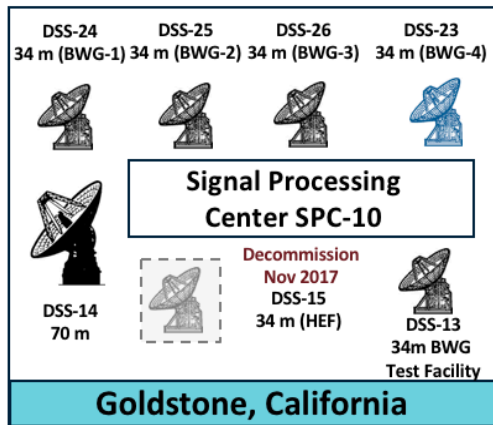 DSS-24
34 m (BWG-1)
DSS-25
34 m (BWG-2)
DSS-26
34 m (BWG-3)
DSS-23
34 m (BWG-4)
Signal Processing
Center SPC-10
DSS-14
70 m
Decommission
Nov 2017
DSS-15
34 m (HEF)
DSS-13
34m BWG
Test Facility
Goldstone, California